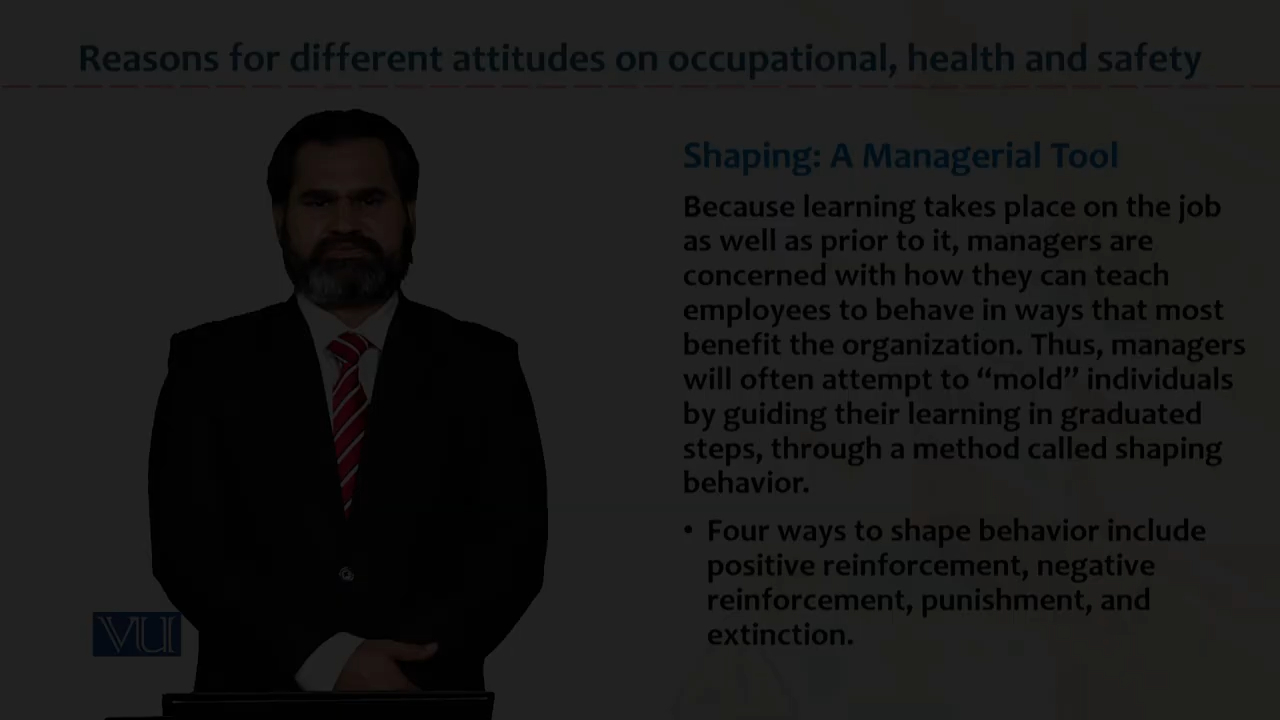 Reasons for different attitudes on occupational, health and safety
Shaping: A Managerial Tool
Because learning takes place on the job
as well as prior to it, managers are
concerned with how they can teach
employees to behave in ways that most
benefit the organization. Thus, managers
will often attempt to “mold” individuals
by guiding their learning in graduated
steps, through a method called shaping
behavior.
• Four ways to shape behavior include
positive reinforcement, negative
reinforcement, punishment, and
extinction.
VU